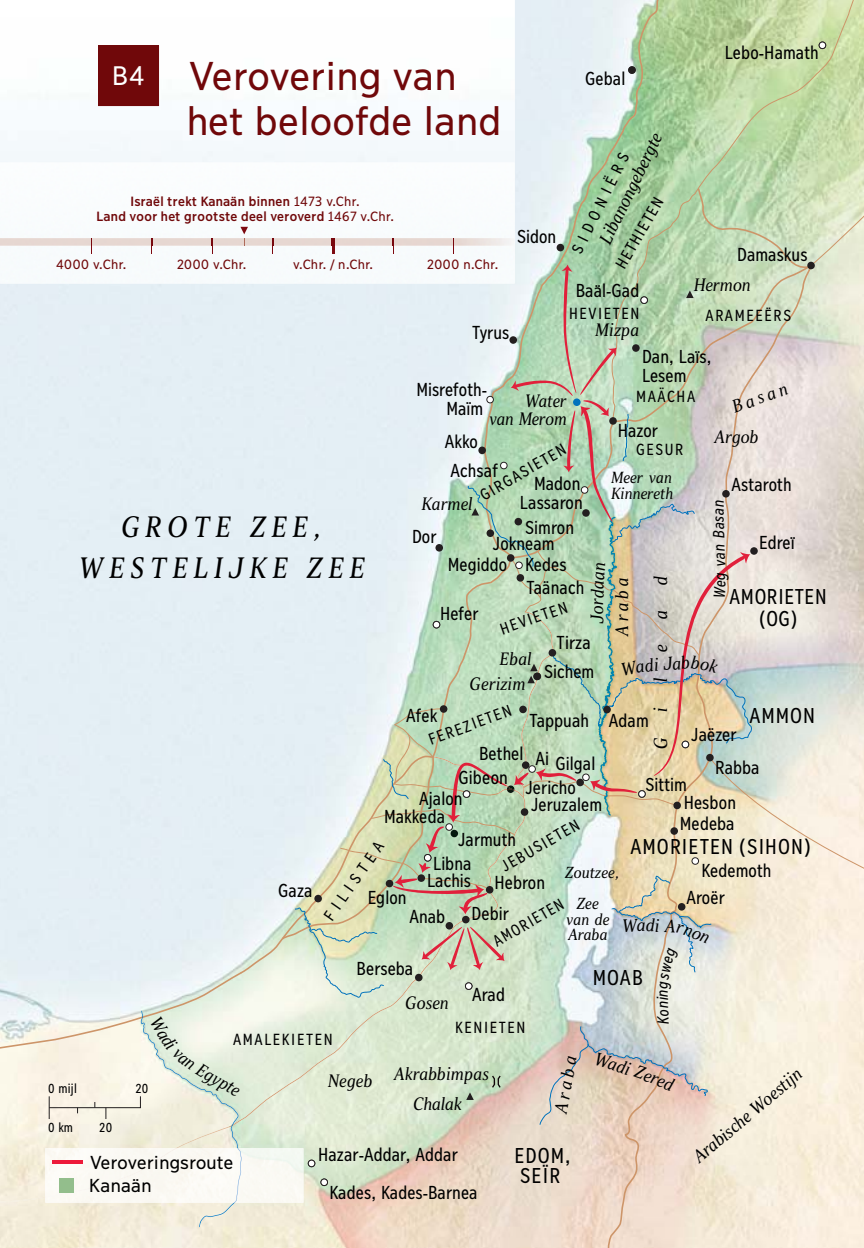 B4
Verovering van
het beloofde land
Israël trekt Kanaän binnen 1473 v.Chr.
Land voor het grootste deel veroverd 1467 v.Chr.
4000 v.Chr.
2000 v.Chr.
v.Chr. / n.Chr.
2000 n.Chr.
Lebo-Hamath
Gebal
SIDONIËRS
Libanongebergte
HETHIETEN
Sidon
Damaskus
Baäl-Gad
Hermon
HEVIETEN
Mizpa
ARAMEEËRS
Tyrus
Dan, Laïs,
Lesem
MAÄCHA
Misrefoth-
Maïm
Water
van Merom
Basan
Hazor
Argob
Akko
GESUR
Achsaf
GIRGASIETEN
Madon
Meer van
Kinnereth
Astaroth
Karmel
Lassaron
Simron
GROTE ZEE,
WESTELIJKE ZEE
Dor
Jokneam
Edreï
Megiddo
Kedes
Weg van Basan
Taänach
Jordaan
Araba
Gilead
AMORIETEN
(OG)
Hefer
HEVIETEN
Tirza
Ebal
Sichem
Wadi Jabbok
Gerizim
Afek
FEREZIETEN
Tappuah
Adam
AMMON
Jaëzer
Bethel
Ai
Gilgal
Rabba
Gibeon
Jericho
Sittim
Ajalon
Jeruzalem
Hesbon
Makkeda
Medeba
Jarmuth
JEBUSIETEN
AMORIETEN (SIHON)
Libna
Kedemoth
FILISTEA
Lachis
Hebron
Zoutzee,
Zee
van de
Araba
Gaza
Eglon
Aroër
Anab
Debir
AMORIETEN
Wadi Arnon
Berseba
MOAB
Koningsweg
Gosen
Arad
KENIETEN
AMALEKIETEN
Wadi van Egypte
Negeb
Akrabbimpas
Chalak
Araba
Wadi Zered
Arabische Woestijn
0 mijl
20
0 km
20
Hazar-Addar, Addar
EDOM,
SEÏR
Kades, Kades-Barnea
Veroveringsroute
Kanaän